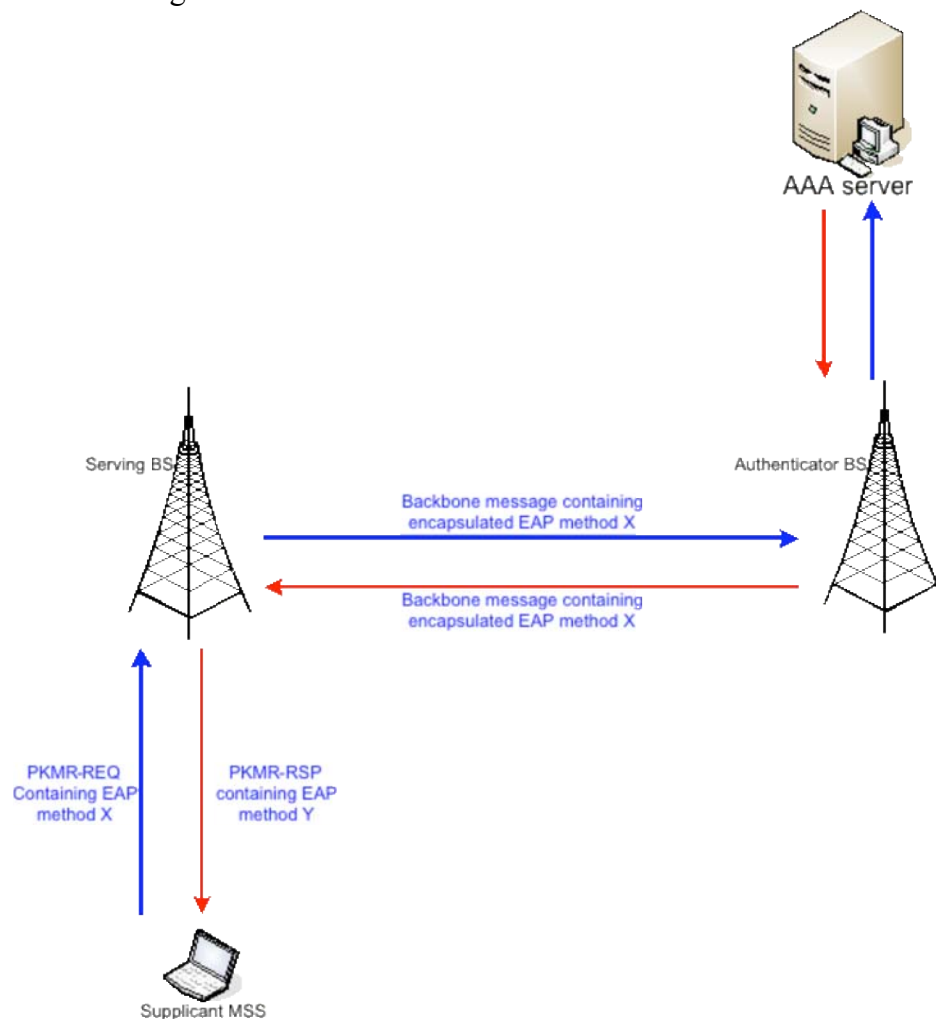 AAA server
Serving BS
Authenticator BS
Backbone message containing
encapsulated EAP method X
Backbone message containing
encapsulated EAP method X
PKMR-REQ
Containing EAP
method X
PKMR-RSP
containing EAP
method Y
Supplicant MSS